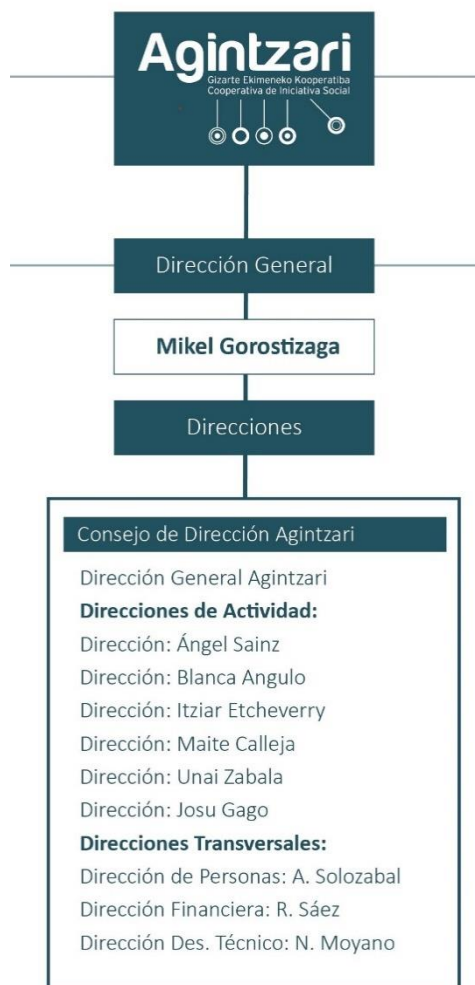 Agintzari
Gizarte Ekimeneko Kooperatiba
Cooperativa de Iniciativa Social
Dirección General
Mikel Gorostizaga
Direcciones
Consejo de Dirección Agintzari
Dirección General Agintzari
Direcciones de Actividad:
Dirección: Ángel Sainz
Dirección: Blanca Angulo
Dirección: Itziar Etcheverry
Dirección: Maite Calleja
Dirección: Unai Zabala
Dirección: Josu Gago
Direcciones Transversales:
Dirección de Personas: A. Solozabal
Dirección Financiera: R. Sáez
Dirección Des. Técnico: N. Moyano